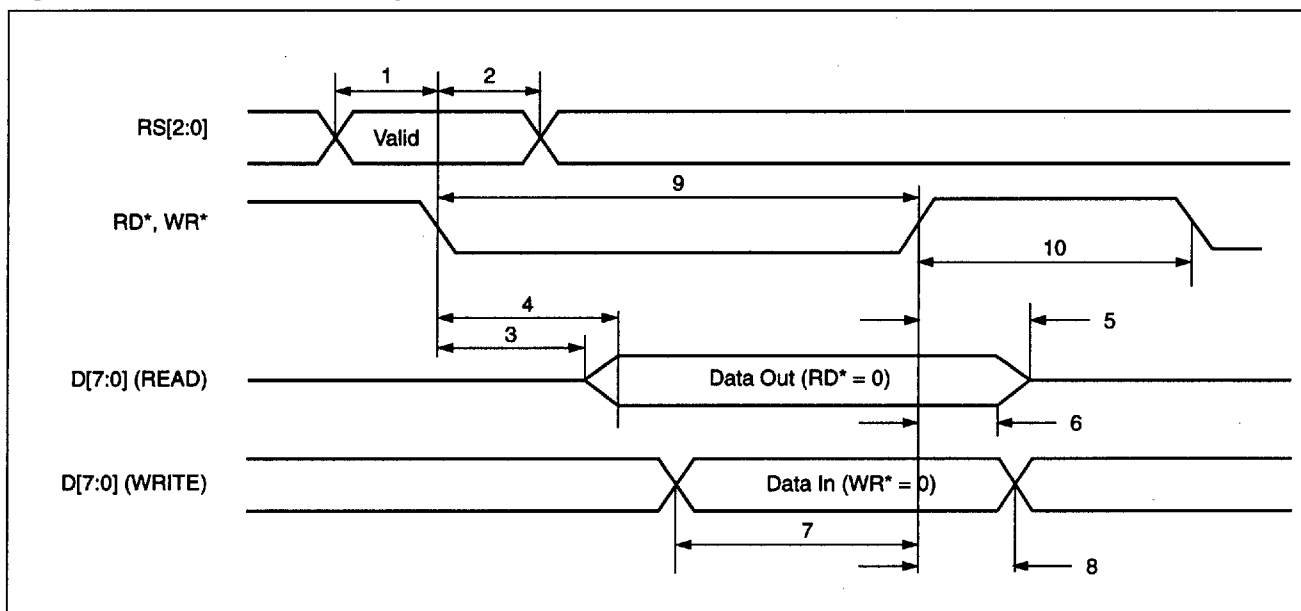 1
2
RS[2:0]
Valid
9
RD*, WR*
10
4
5
3
D[7:0] (READ)
Data Out (RD* = 0)
6
D[7:0] (WRITE)
Data In (WR* = 0)
7
8